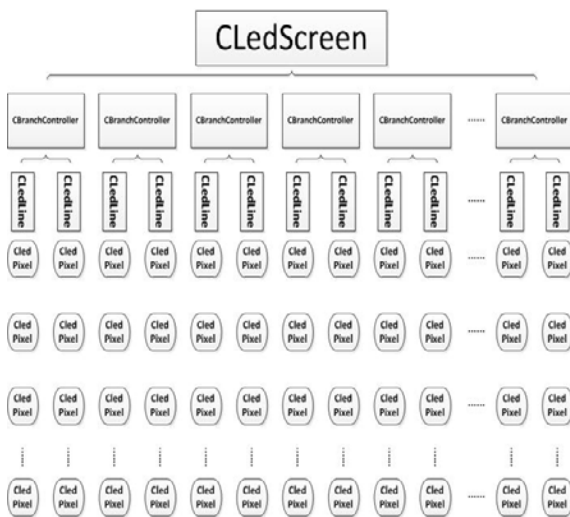 CLedScreen
CBranchController CBranchController CBranchController CBranchController CBranchController ...... CBranchController
CLedLine CLedLine CLedLine CLedLine CLedLine CLedLine CLedLine CLedLine CLedLine CLedLine ...... CLedLine CLedLine
Cled Cled Cled Cled Cled Cled Cled Cled Cled Cled ...... Cled Cled
Pixel Pixel Pixel Pixel Pixel Pixel Pixel Pixel Pixel Pixel Pixel Pixel
Cled Cled Cled Cled Cled Cled Cled Cled Cled Cled ...... Cled Cled
Pixel Pixel Pixel Pixel Pixel Pixel Pixel Pixel Pixel Pixel Pixel Pixel
Cled Cled Cled Cled Cled Cled Cled Cled Cled Cled ...... Cled Cled
Pixel Pixel Pixel Pixel Pixel Pixel Pixel Pixel Pixel Pixel Pixel Pixel
Cled Cled Cled Cled Cled Cled Cled Cled Cled Cled ...... Cled Cled
Pixel Pixel Pixel Pixel Pixel Pixel Pixel Pixel Pixel Pixel Pixel Pixel